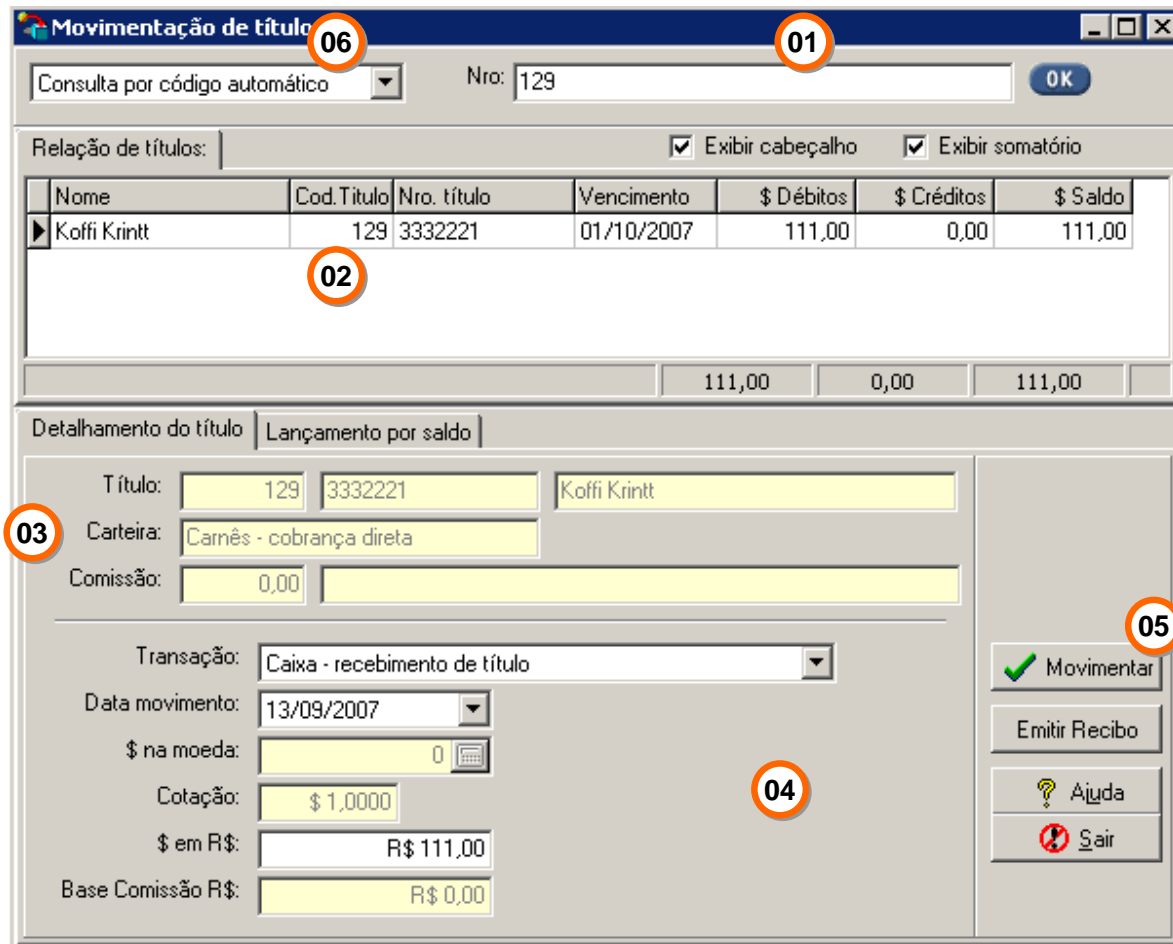 Movimentação de título
06
01
Consulta por código automático
Nro: 129
OK
Relação de títulos:
Exibir cabeçalho
Exibir somatório
Nome Cod.Titulo Nro. título Vencimento $ Débitos $ Créditos $ Saldo
Koffi Krintt 129 3332221 01/10/2007 111,00 0,00 111,00
02
111,00 0,00 111,00
Detalhamento do título Lançamento por saldo
Título: 129 3332221 Koffi Krintt
03
Carteira: Carnês - cobrança direta
Comissão: 0,00
05
Transação: Caixa - recebimento de título
Movimentar
Data movimento: 13/09/2007
Emitir Recibo
$ na moeda: 0
04
Cotação: $ 1,0000
Ajuda
$ em R$: R$ 111,00
Sair
Base Comissão R$: R$ 0,00